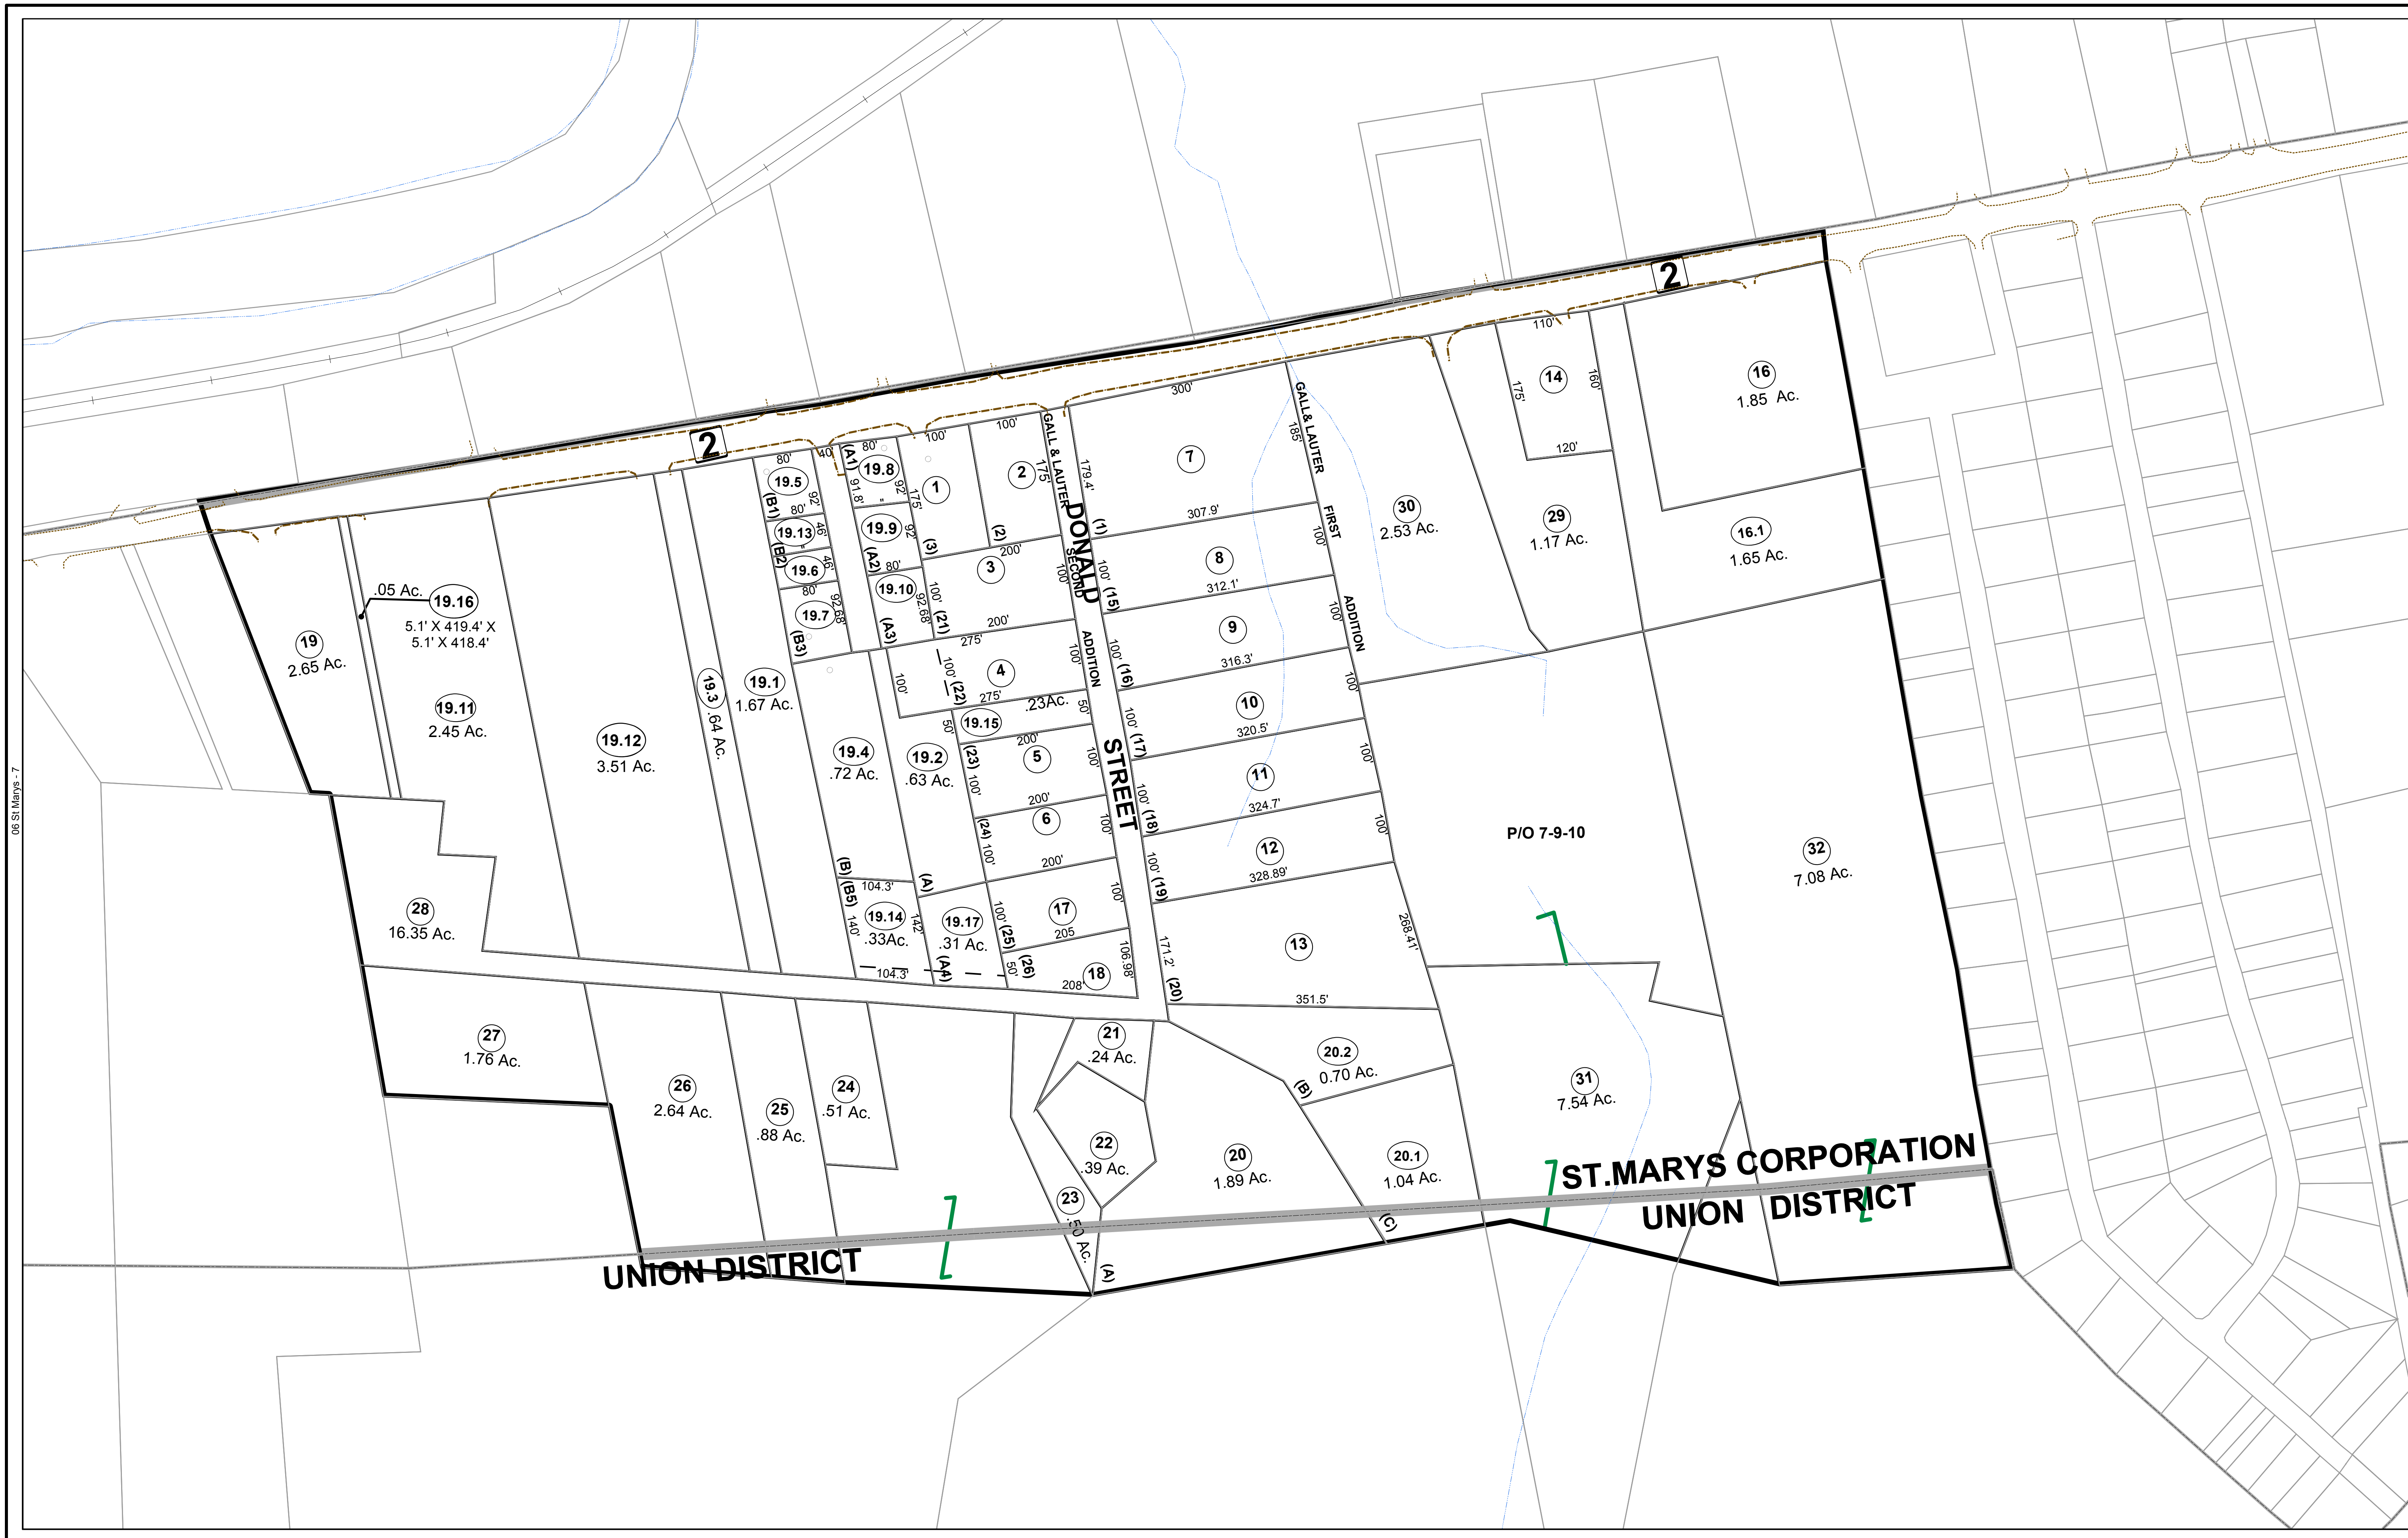 06 St Marys - 7
2
2
110'
14
175'
160'
120'
16
1.85 Ac.
16.1
1.65 Ac.
29
1.17 Ac.
30
2.53 Ac.
300'
GALL& LAUTER
FIRST
ADDITION
185'
7
179.4'
307.9'
(1)
100'
8
100'
(15)
312.1'
100'
9
100'
(16)
316.3'
100'
10
100'
(17)
320.5'
100'
11
100'
(18)
324.7'
100'
12
100'
(19)
328.89'
13
268.41'
171.2'
(20)
351.5'
DONALD
STREET
GALL & LAUTER
SECOND
ADDITION
100'
100'
1
2
175'
175'
(2)
(3)
200'
3
100'
100'
(21)
200'
275'
4
100'
100'
100'
(22)
275'
.23Ac.
19.15
50'
50'
200'
(23)
5
100'
100'
200'
6
(24)
100'
100'
200'
17
100'
100'
(25)
205
(26)
50'
18
106.98'
208'
80'
40'
80'
(A1)
19.8
91.8'
92'
"
19.9
92'
(A2)
80'
19.10
92.68'
(A3)
19.5
(B1)
92'
80'
19.13
46'
"
(B2)
19.6
46'
80'
19.7
92.68'
(B3)
.05 Ac.
19.16
5.1' X 419.4' X
5.1' X 418.4'
19
2.65 Ac.
19.11
2.45 Ac.
19.12
3.51 Ac.
19.3
.64 Ac.
19.1
1.67 Ac.
19.4
.72 Ac.
19.2
.63 Ac.
(B)
104.3'
(A)
(B5)
140'
19.14
.33Ac.
142'
104.3'
19.17
.31 Ac.
(A4)
28
16.35 Ac.
27
1.76 Ac.
26
2.64 Ac.
25
.88 Ac.
24
.51 Ac.
21
.24 Ac.
22
.39 Ac.
23
.50 Ac.
(A)
20
1.89 Ac.
20.2
0.70 Ac.
(B)
20.1
1.04 Ac.
(C)
P/O 7-9-10
31
7.54 Ac.
32
7.08 Ac.
ST.MARYS CORPORATION
UNION DISTRICT
UNION DISTRICT